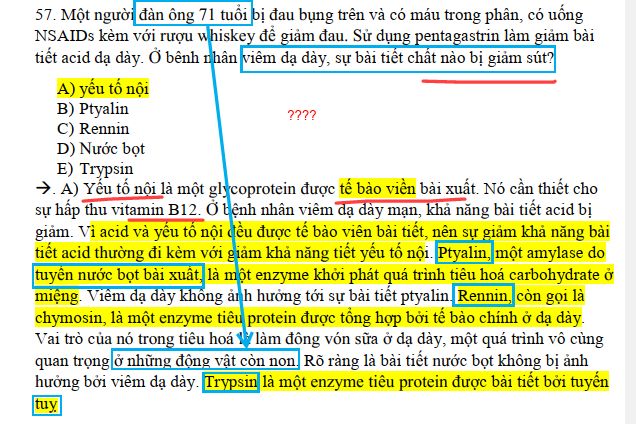 57. Một người đàn ông 71 tuổi bị đau bụng trên và có máu trong phân, có uống
NSAIDs kèm với rượu whiskey để giảm đau. Sử dụng pentagastrin làm giảm bài
tiết acid dạ dày. Ở bênh nhân viêm dạ dày, sự bài tiết chất nào bị giảm sút?
A) yếu tố nội
B) Ptyalin
C) Rennin
D) Nước bọt
E) Trypsin
????
➔. A) Yếu tố nội là một glycoprotein được tế bào viền bài xuất. Nó cần thiết cho
sự hấp thu vitamin B12. Ở bệnh nhân viêm dạ dày mạn, khả năng bài tiết acid bị
giảm. Vì acid và yếu tố nội đều được tế bào viên bài tiết, nên sự giảm khả năng bài
tiết acid thường đi kèm với giảm khả năng tiết yếu tố nội. Ptyalin, một amylase do
tuyến nước bọt bài xuất, là một enzyme khởi phát quá trình tiêu hoá carbohydrate ở
miệng. Viêm dạ dày không ảnh hưởng tới sự bài tiết ptyalin. Rennin, còn gọi là
chymosin, là một enzyme tiêu protein được tổng hợp bởi tế bào chính ở dạ dày.
Vai trò của nó trong tiêu hoá là làm đông vón sữa ở dạ dày, một quá trình vô cùng
quan trọng ở những động vật còn non. Rõ ràng là bài tiết nước bọt không bị ảnh
hưởng bởi viêm dạ dày. Trypsin là một enzyme tiêu protein được bài tiết bởi tuyến
tuỵ